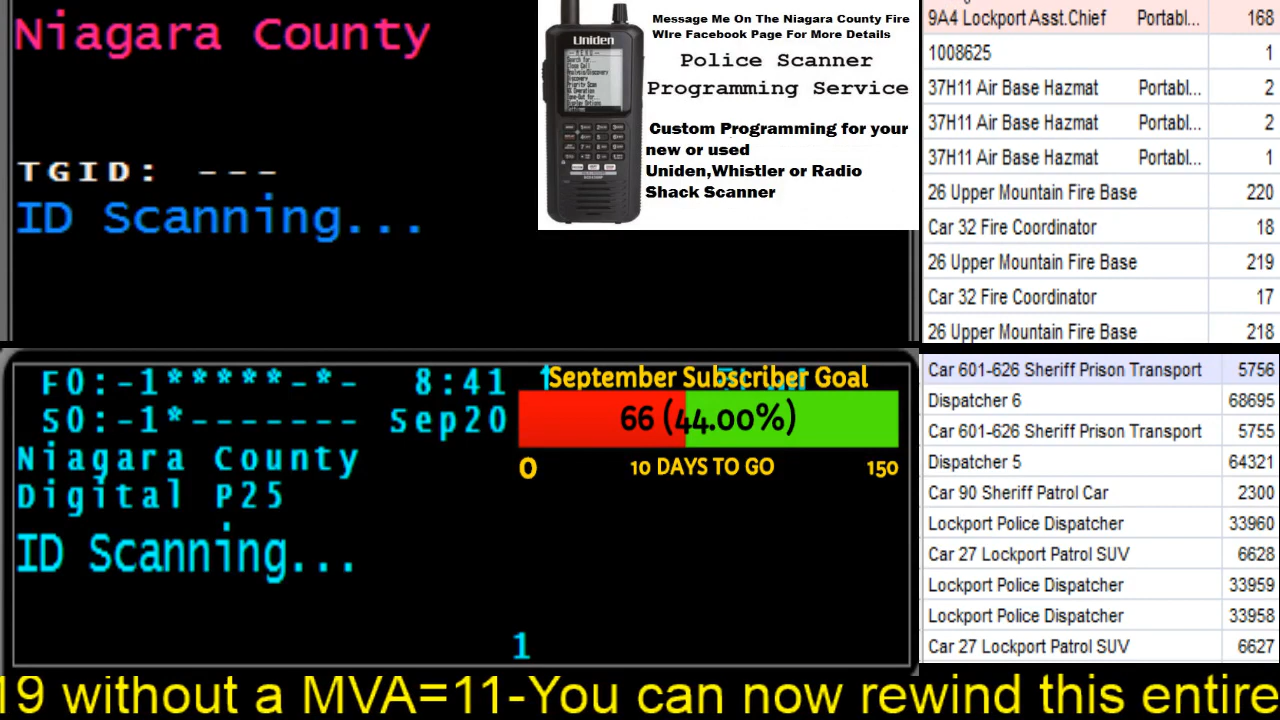 Niagara County
TGID: ---
ID Scanning...
Uniden
Message Me On The Niagara County Fire
WIre Facebook Page For More Details
Police Scanner
Programming Service
Custom Programming for your
new or used
Uniden,Whistler or Radio
Shack Scanner
9A4 Lockport Asst.Chief Portabl... 168
1008625 1
37H11 Air Base Hazmat Portabl... 2
37H11 Air Base Hazmat Portabl... 2
37H11 Air Base Hazmat Portabl... 1
26 Upper Mountain Fire Base 220
Car 32 Fire Coordinator 18
26 Upper Mountain Fire Base 219
Car 32 Fire Coordinator 17
26 Upper Mountain Fire Base 218
F0:-1*****-*- 8:41
S0:-1*------- Sep20
Niagara County
Digital P25
ID Scanning...
1
September Subscriber Goal
66 (44.00%)
0 10 DAYS TO GO 150
Car 601-626 Sheriff Prison Transport 5756
Dispatcher 6 68695
Car 601-626 Sheriff Prison Transport 5755
Dispatcher 5 64321
Car 90 Sheriff Patrol Car 2300
Lockport Police Dispatcher 33960
Car 27 Lockport Patrol SUV 6628
Lockport Police Dispatcher 33959
Lockport Police Dispatcher 33958
Car 27 Lockport Patrol SUV 6627
19 without a MVA=11-You can now rewind this entire